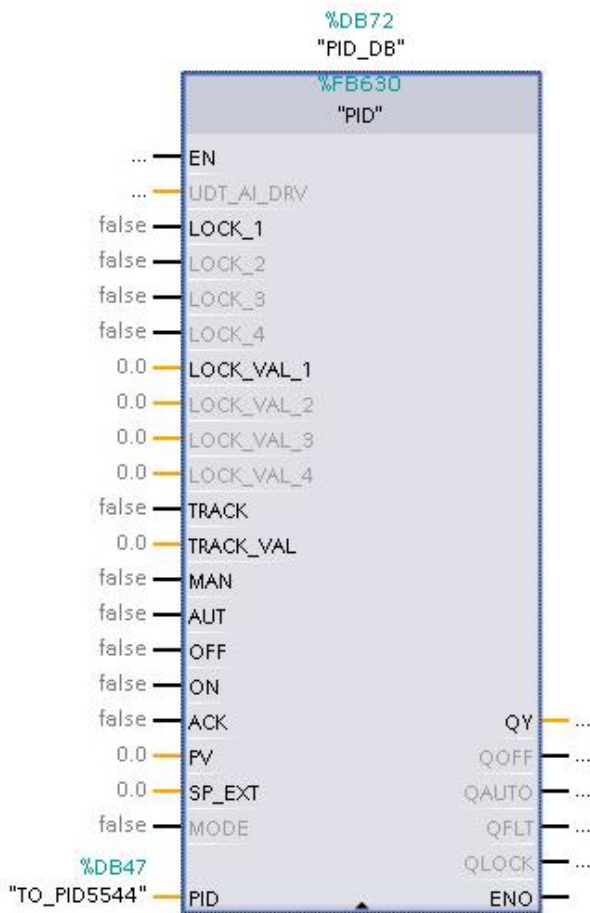 %DB72
"PID_DB"
%FB630
"PID"
... EN
... UDT_AI_DRV
false LOCK_1
false LOCK_2
false LOCK_3
false LOCK_4
0.0 LOCK_VAL_1
0.0 LOCK_VAL_2
0.0 LOCK_VAL_3
0.0 LOCK_VAL_4
false TRACK
0.0 TRACK_VAL
false MAN
false AUT
false OFF
false ON
false ACK QY ...
0.0 PV QOFF ...
0.0 SP_EXT QAUTO ...
false MODE QFLT ...
QLOCK ...
%DB47
"TO_PID5544" PID ENO